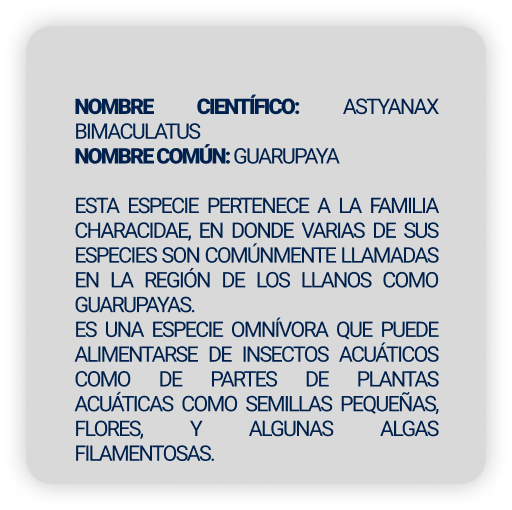 NOMBRE CIENTÍFICO: ASTYANAX
BIMACULATUS
NOMBRE COMÚN: GUARUPAYA
ESTA ESPECIE PERTENECE A LA FAMILIA
CHARACIDAE, EN DONDE VARIAS DE SUS
ESPECIES SON COMÚNMENTE LLAMADAS
EN LA REGIÓN DE LOS LLANOS COMO
GUARUPAYAS.
ES UNA ESPECIE OMNÍVORA QUE PUEDE
ALIMENTARSE DE INSECTOS ACUÁTICOS
COMO DE PARTES DE PLANTAS
ACUÁTICAS COMO SEMILLAS PEQUEÑAS,
FLORES, Y ALGUNAS ALGAS
FILAMENTOSAS.